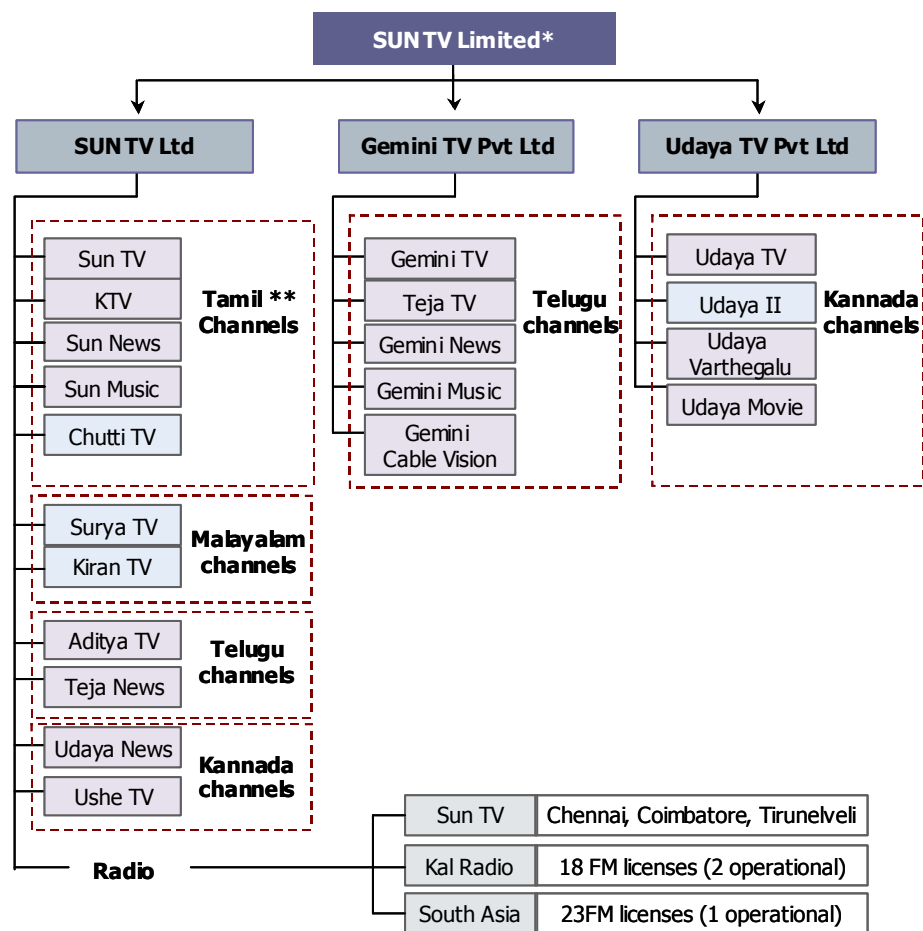 SUN TV Limited*
SUN TV Ltd
Gemini TV Pvt Ltd
Udaya TV Pvt Ltd
Sun TV
KTV
Sun News
Sun Music
Chutti TV
Tamil **
Channels
Surya TV
Kiran TV
Malayalam
channels
Aditya TV
Teja News
Telugu
channels
Udaya News
Ushe TV
Kannada
channels
Gemini TV
Teja TV
Gemini News
Gemini Music
Gemini
Cable Vision
Telugu
channels
Udaya TV
Udaya II
Udaya
Varthegalu
Udaya Movie
Kannada
channels
Radio
Sun TV
Chennai, Coimbatore, Tirunelveli
Kal Radio
18 FM licenses (2 operational)
South Asia
23FM licenses (1 operational)